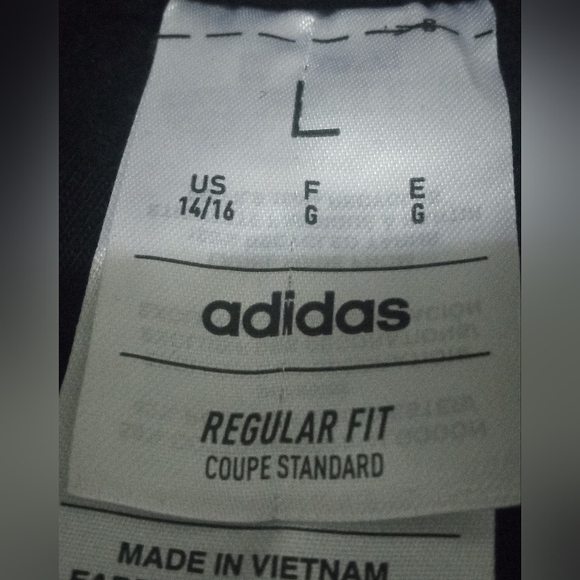 L
US F E
14/16 G G
adidas
REGULAR FIT
COUPE STANDARD
MADE IN VIETNAM